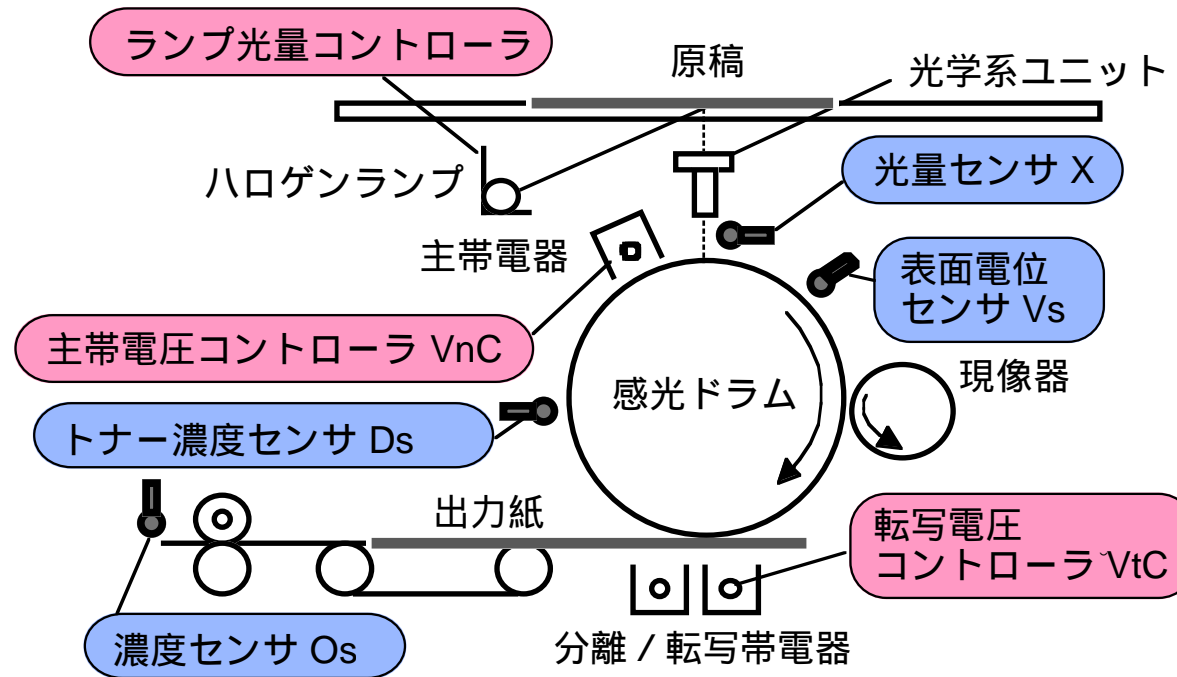 ランプ光量コントローラ
原稿
光学系ユニット
ハロゲンランプ
光量センサ X
主帯電器
表面電位
センサ Vs
主帯電圧コントローラ VnC
現像器
感光ドラム
トナー濃度センサ Ds
出力紙
転写電圧
コントローラ VtC
濃度センサ Os
分離 / 転写帯電器